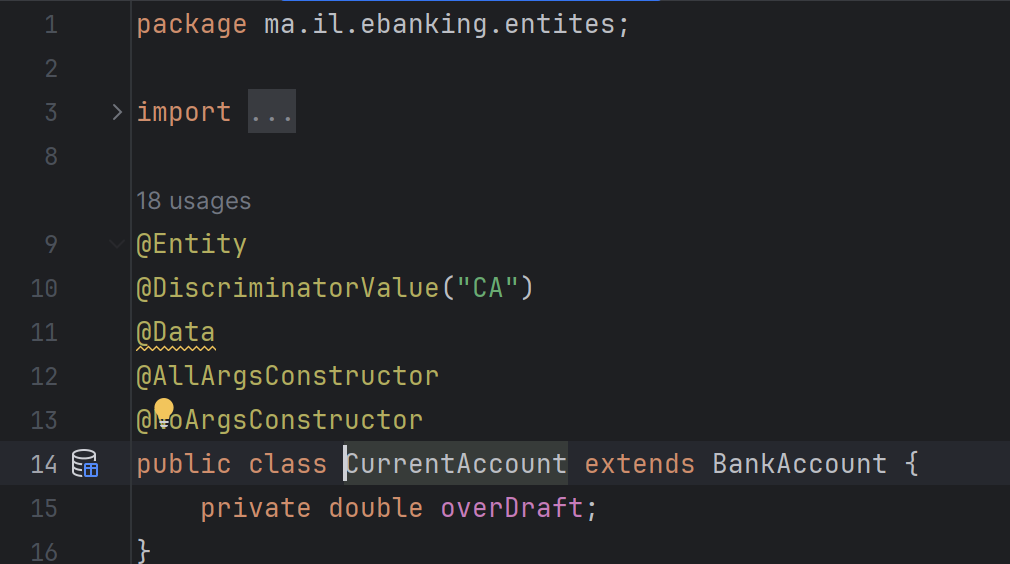 1 package ma.il.ebanking.entites;
2
3 import ...
8
18 usages
9 @Entity
10 @DiscriminatorValue("CA")
11 @Data
12 @AllArgsConstructor
13 @NoArgsConstructor
14 public class CurrentAccount extends BankAccount {
15     private double overDraft;
16 }